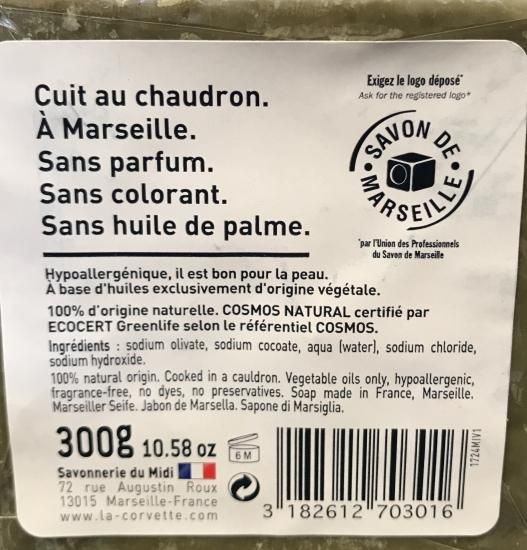 Cuit au chaudron.
À Marseille.
Sans parfum.
Sans colorant.
Sans huile de palme.
Exigez le logo déposé*
Ask for the registered logo*
SAVON DE
MARSEILLE
*par l'Union des Professionnels
du Savon de Marseille
Hypoallergénique, il est bon pour la peau.
À base d'huiles exclusivement d'origine végétale.
100% d'origine naturelle. COSMOS NATURAL certifié par
ECOCERT Greenlife selon le référentiel COSMOS.
Ingrédients : sodium olivate, sodium cocoate, aqua (water), sodium chloride,
sodium hydroxide.
100% natural origin. Cooked in a cauldron. Vegetable oils only, hypoallergenic,
fragrance-free, no dyes, no preservatives. Soap made in France, Marseille.
Marseiller Seife. Jabon de Marsella. Sapone di Marsiglia.
300g 10.58 oz
6 M
Savonnerie du Midi
72 rue Augustin Roux
13015 Marseille-France
www.la-corvette.com
3 182612 703016
1724MIV1